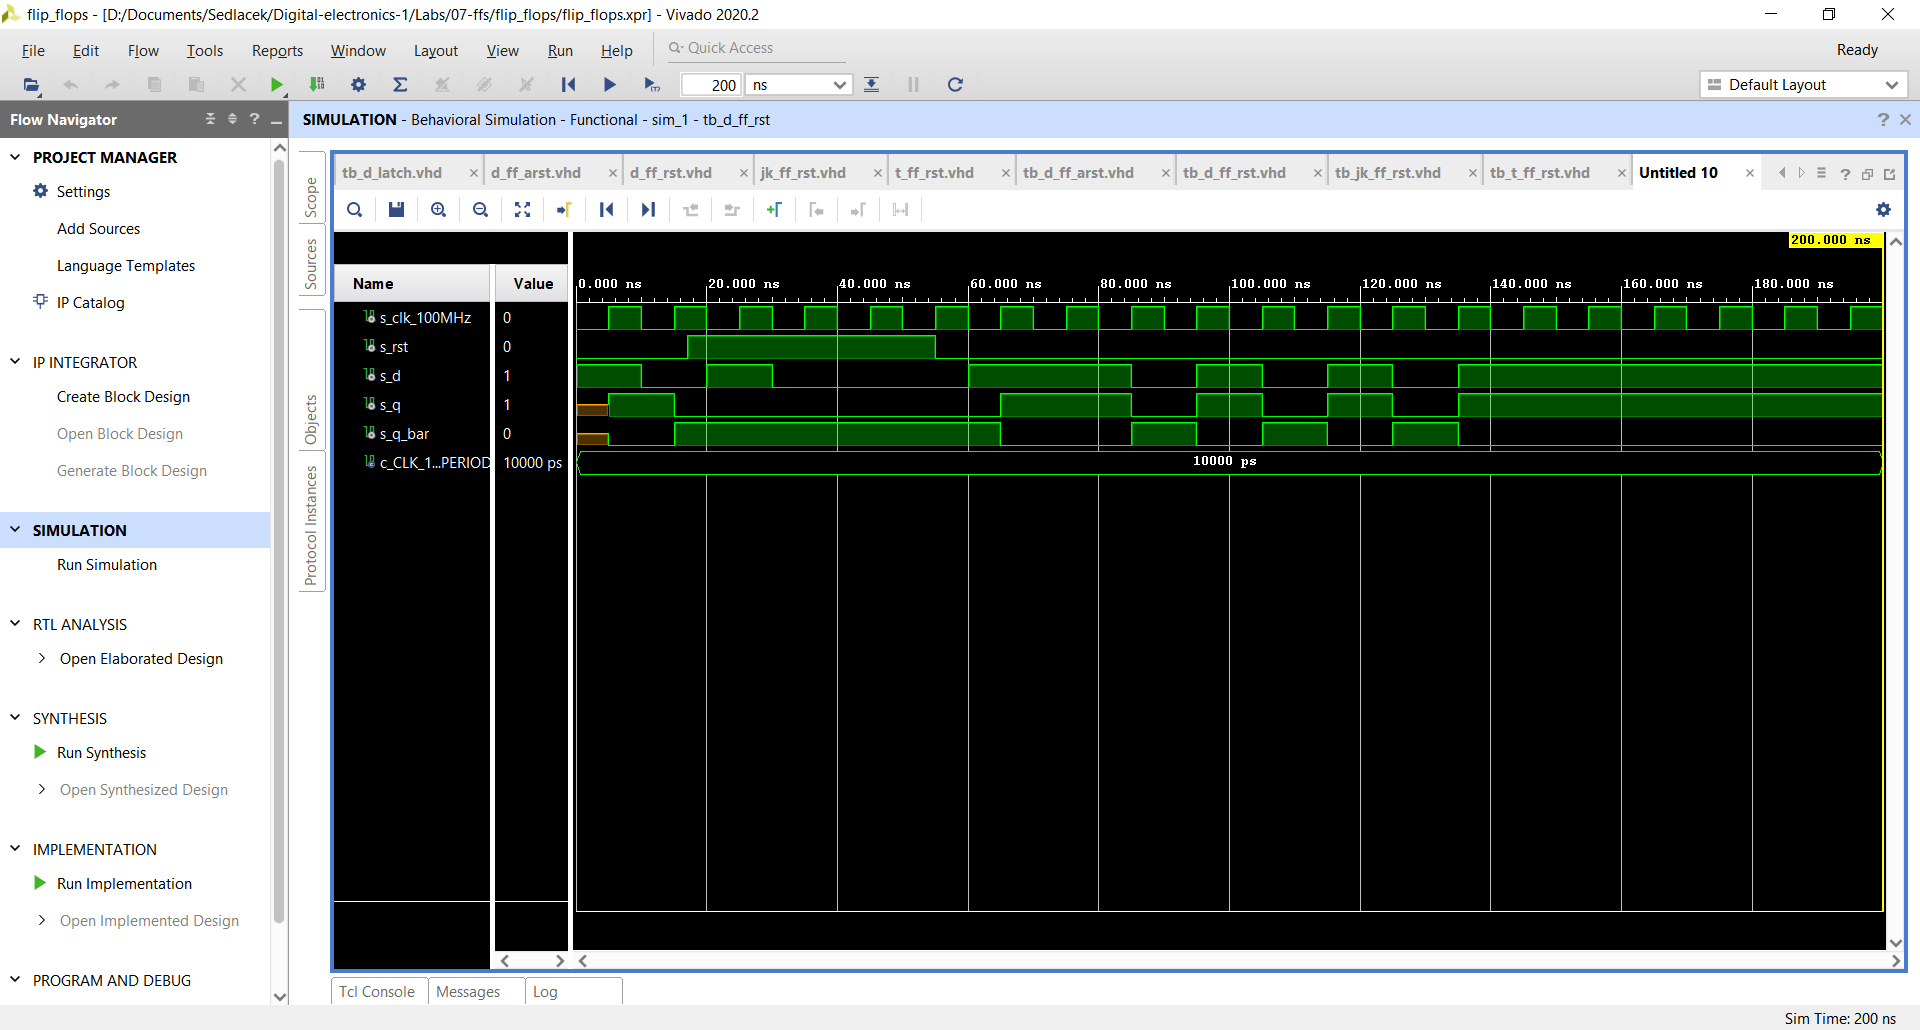 flip_flops - [D:/Documents/Sedlacek/Digital-electronics-1/Labs/07-ffs/flip_flops/flip_flops.xpr] - Vivado 2020.2
File Edit Flow Tools Reports Window Layout View Run Help Quick Access Ready
200 ns Default Layout
Flow Navigator
SIMULATION - Behavioral Simulation - Functional - sim_1 - tb_d_ff_rst
PROJECT MANAGER
Settings
Add Sources
Language Templates
IP Catalog
IP INTEGRATOR
Create Block Design
Open Block Design
Generate Block Design
SIMULATION
Run Simulation
RTL ANALYSIS
Open Elaborated Design
SYNTHESIS
Run Synthesis
Open Synthesized Design
IMPLEMENTATION
Run Implementation
Open Implemented Design
PROGRAM AND DEBUG
Scope
Sources
Objects
Protocol Instances
tb_d_latch.vhd d_ff_arst.vhd d_ff_rst.vhd jk_ff_rst.vhd t_ff_rst.vhd tb_d_ff_arst.vhd tb_d_ff_rst.vhd tb_jk_ff_rst.vhd tb_t_ff_rst.vhd Untitled 10
200.000 ns
Name Value 0.000 ns 20.000 ns 40.000 ns 60.000 ns 80.000 ns 100.000 ns 120.000 ns 140.000 ns 160.000 ns 180.000 ns
s_clk_100MHz 0
s_rst 0
s_d 1
s_q 1
s_q_bar 0
c_CLK_1...PERIOD 10000 ps 10000 ps
Tcl Console Messages Log
Sim Time: 200 ns